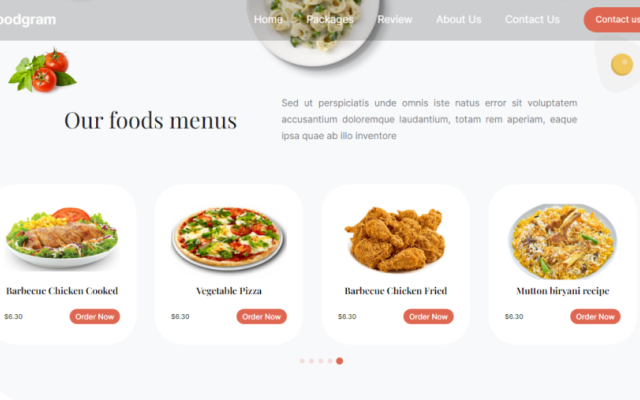 oodgram
Home Packages Review About Us Contact Us Contact us
Our foods menus
Sed ut perspiciatis unde omnis iste natus error sit voluptatem
accusantium doloremque laudantium, totam rem aperiam, eaque
ipsa quae ab illo inventore
Barbecue Chicken Cooked
$6.30 Order Now
Vegetable Pizza
$6.30 Order Now
Barbecue Chicken Fried
$6.30 Order Now
Mutton biryani recipe
$6.30 Order Now